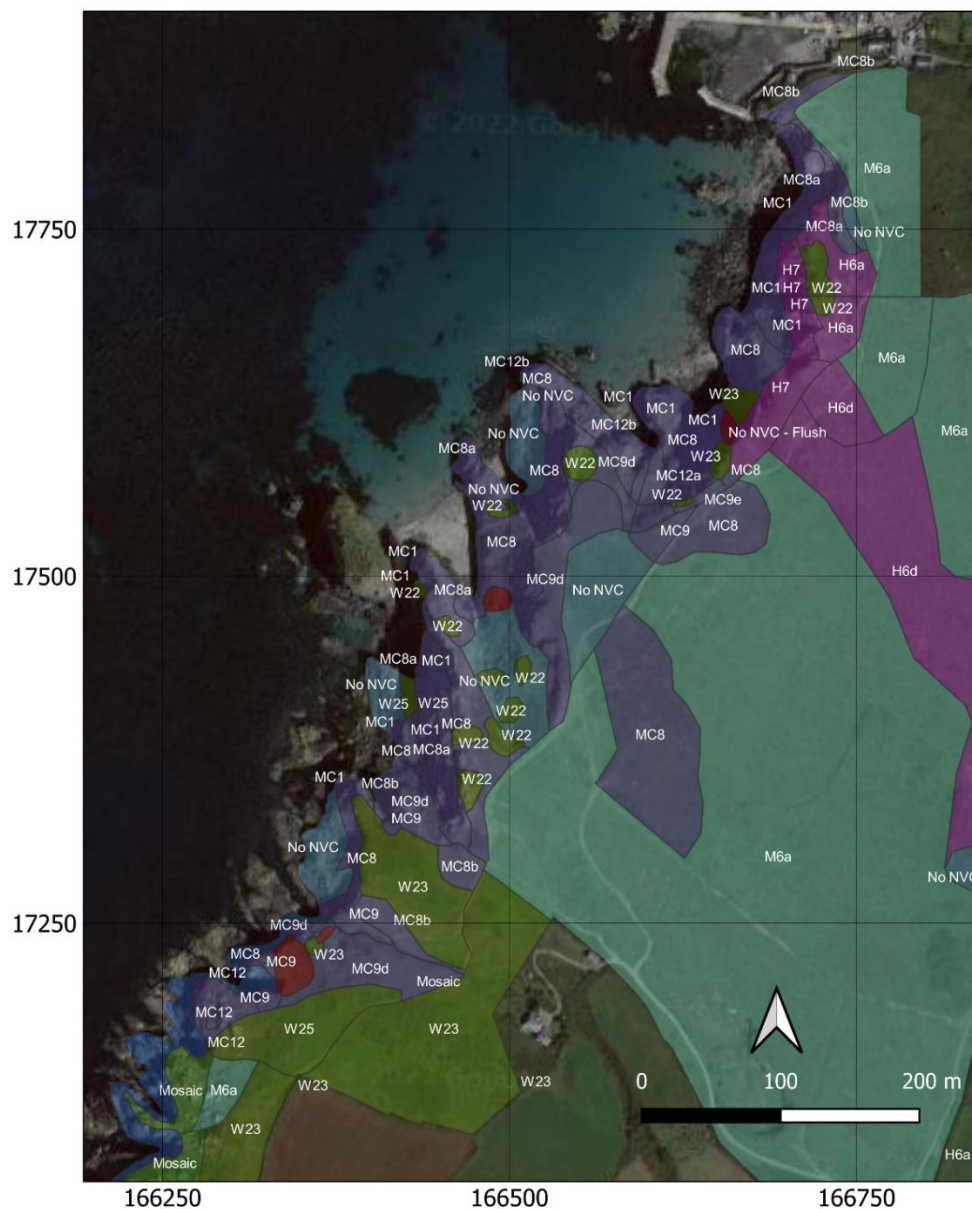 MC8b
MC8b
© 2022 Google
M6a
MC8a
MC1
MC8b
17750
MC8a
No NVC
H6a
H7
MC1
H7
W22
H7
W22
MC1
H6a
MC8
M6a
MC12b
MC8
H7
No NVC
MC1
W23
MC1
H6d
MC12b
MC1
No NVC - Flush
M6a
MC8a
No NVC
MC8
MC9d
W23
W22
MC8
MC12a
MC8
No NVC
W22
MC9e
W22
MC9
MC8
MC8
MC1
17500
MC1
MC9d
No NVC
H6d
W22
MC8a
W22
MC8a
MC1
No NVC
No NVC
W22
W25
W25
W22
MC1
MC1
MC8
W22
MC8
MC8a
W22
MC8
MC1
MC8b
W22
MC9d
MC9
No NVC
MC8
M6a
MC8b
No NVC
W23
17250
MC9
MC8b
MC9d
MC8
MC9
W23
MC12
MC9d
Mosaic
MC9
MC12
W25
W23
MC12
0 100 200 m
Mosaic
M6a
W23
W23
W23
H6a
Mosaic
166250 166500 166750